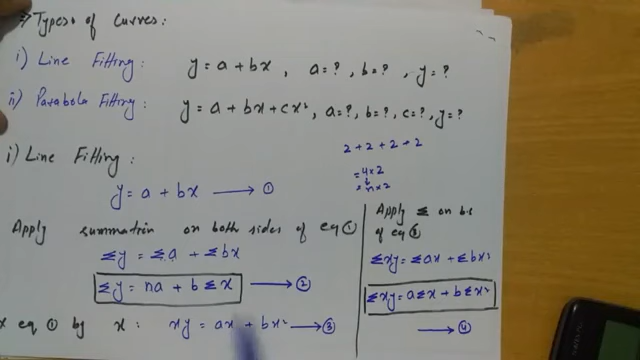 ⇒ Types of Curves:
i) Line Fitting: y = a + bx, a=?, b=?, y=?
ii) Parabola Fitting: y = a + bx + cx², a=?, b=?, c=?, y=?
i) Line Fitting:
y = a + bx ⟶ ①
2+2+2+2
= 4×2
= n×2
Apply summation on both sides of eq ①
Σy = Σa + Σbx
Σy = na + bΣx ⟶ ②
x eq ① by x: xy = ax + bx² ⟶ ③
Apply Σ on b.s
of eq ③
Σxy = Σax + Σbx²
Σxy = aΣx + bΣx²
⟶ ④